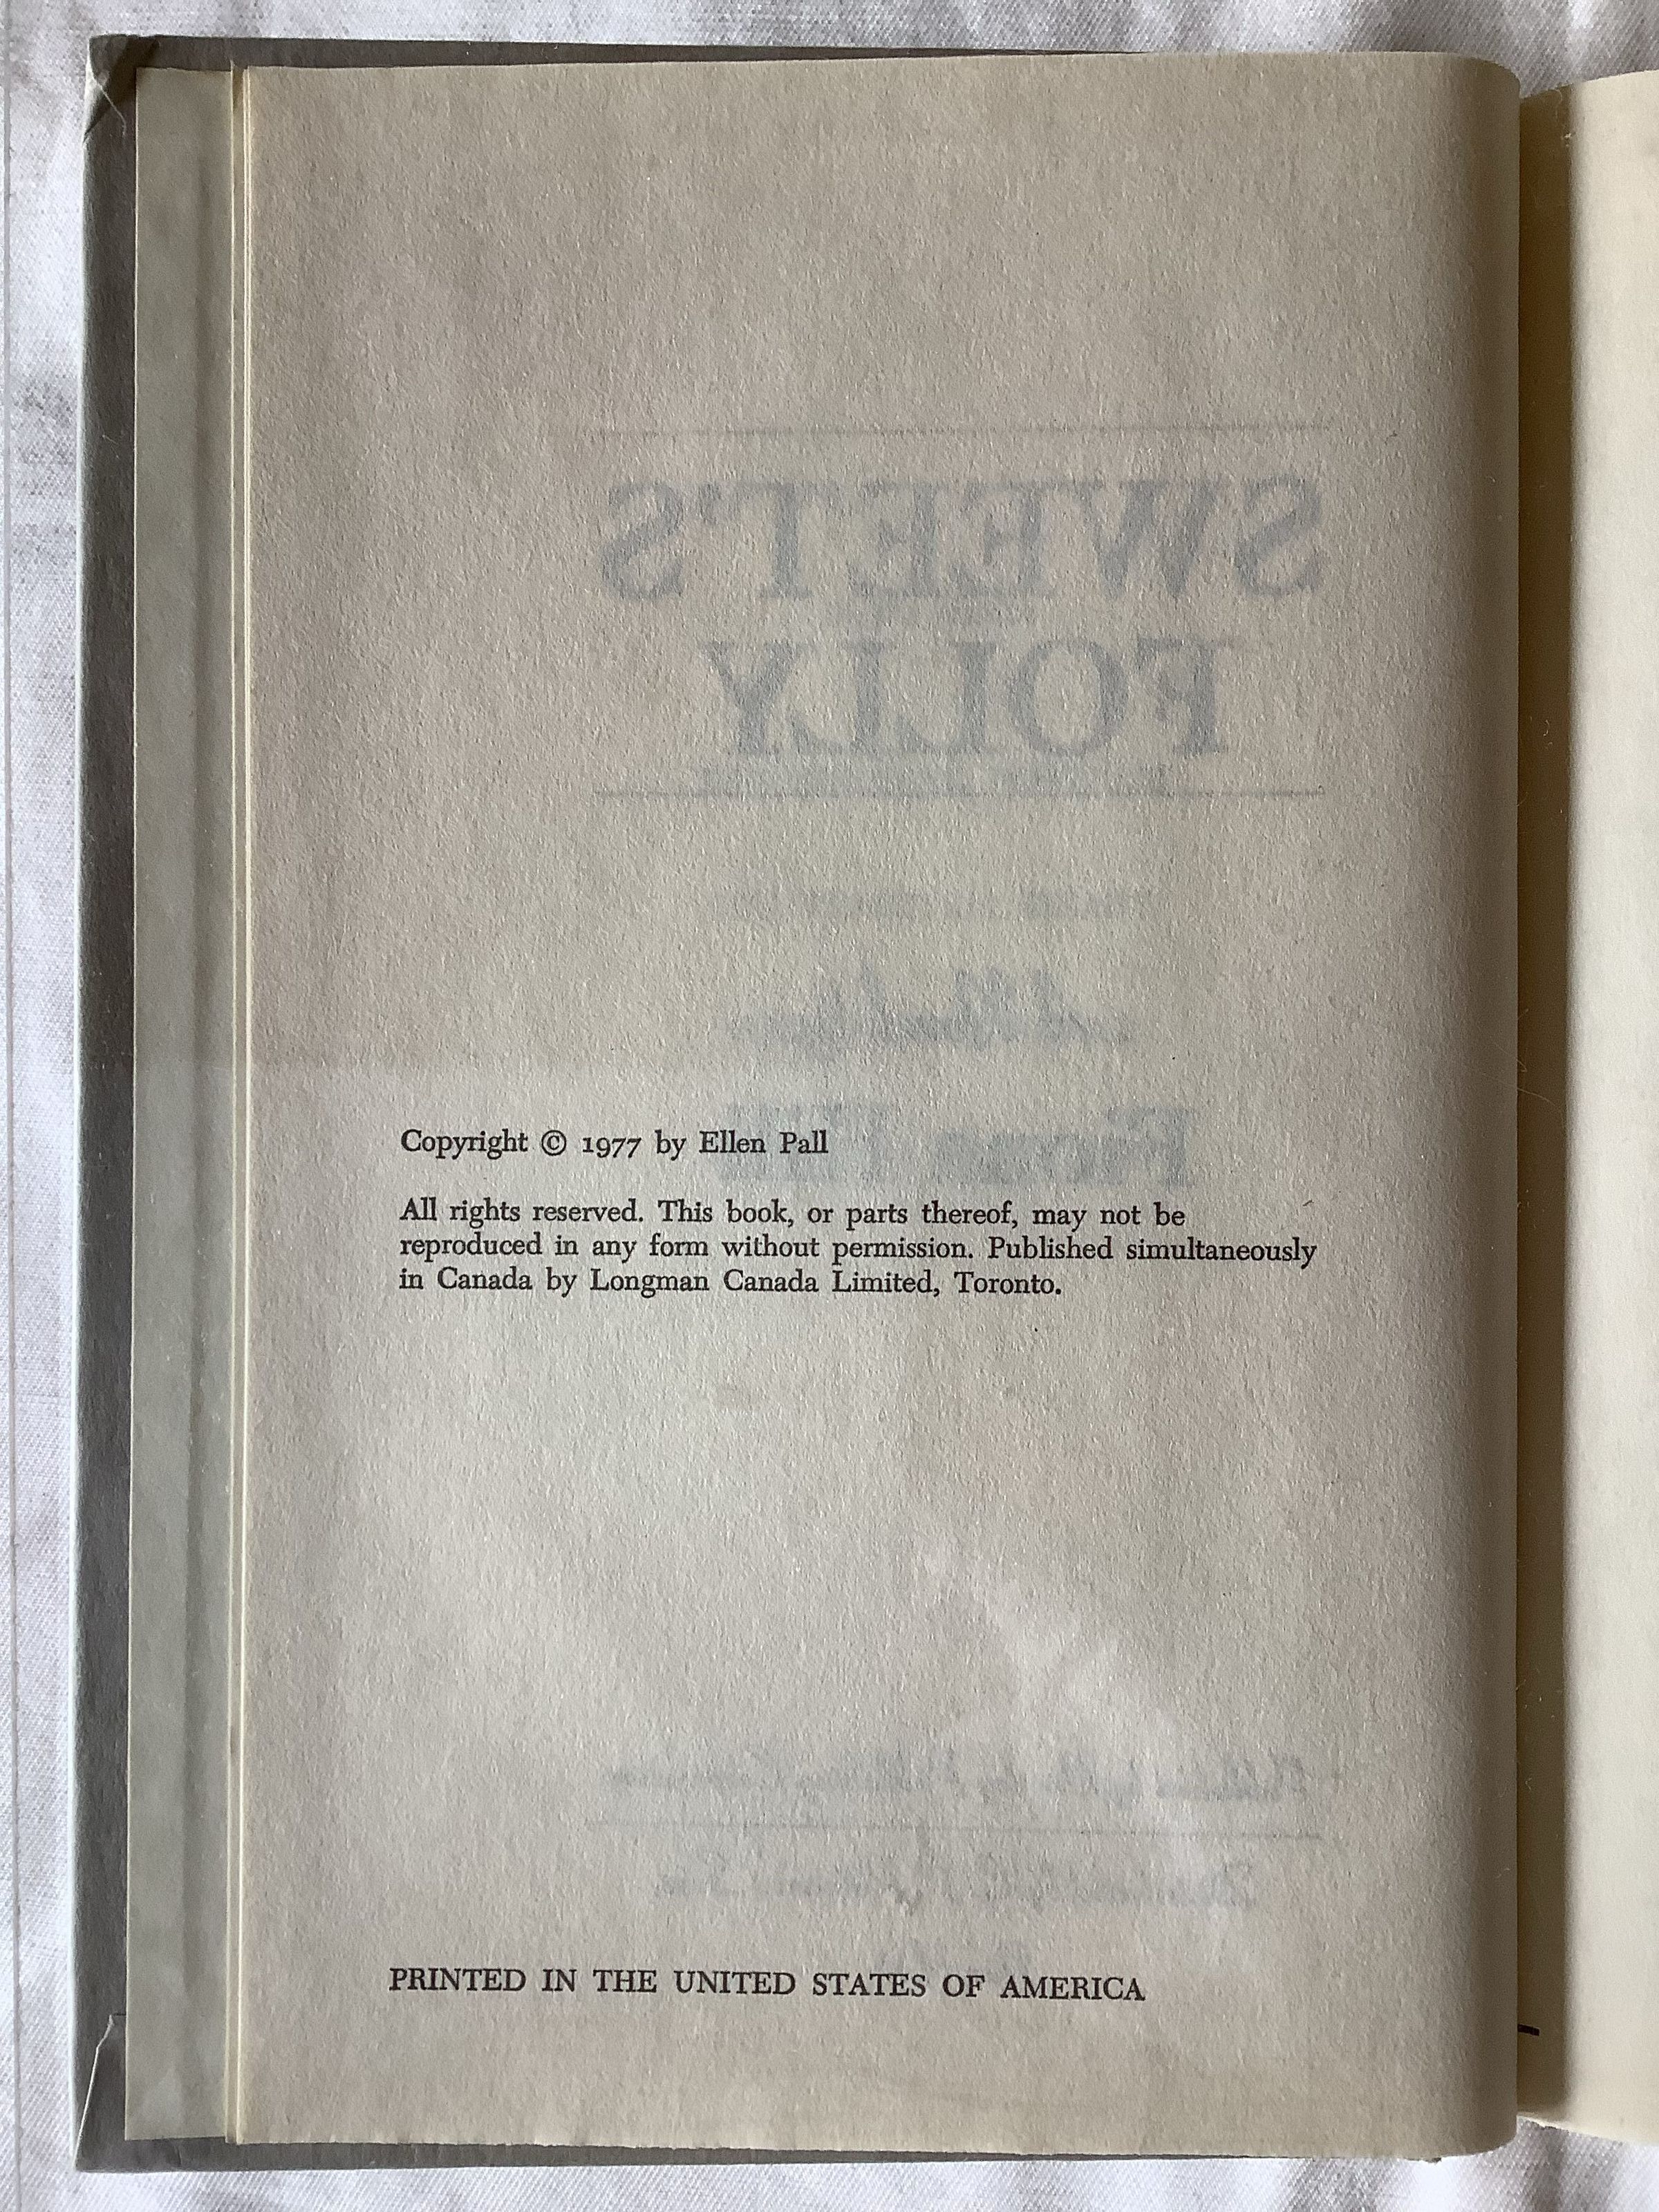 SWEET'S
FOLLY
Copyright © 1977 by Ellen Pall
All rights reserved. This book, or parts thereof, may not be
reproduced in any form without permission. Published simultaneously
in Canada by Longman Canada Limited, Toronto.
PRINTED IN THE UNITED STATES OF AMERICA